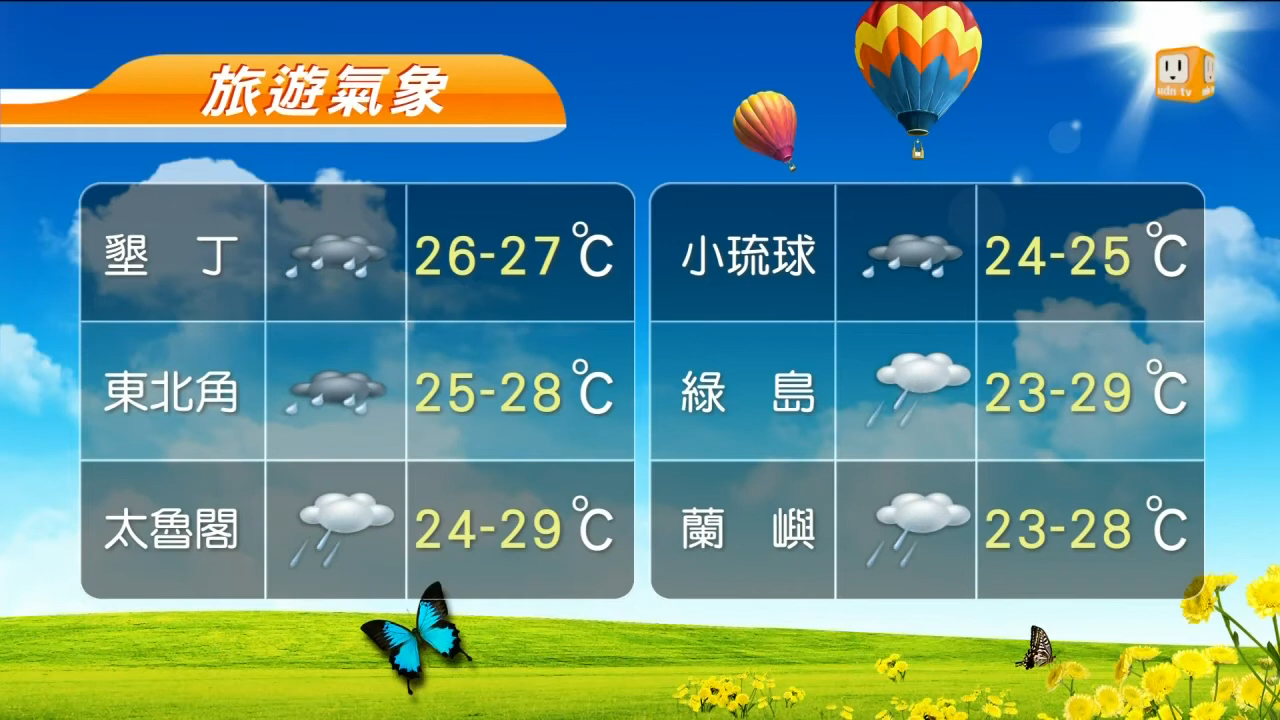 旅遊氣象
udn tv
墾　丁 26-27 ℃
東北角 25-28 ℃
太魯閣 24-29 ℃
小琉球 24-25 ℃
綠　島 23-29 ℃
蘭　嶼 23-28 ℃